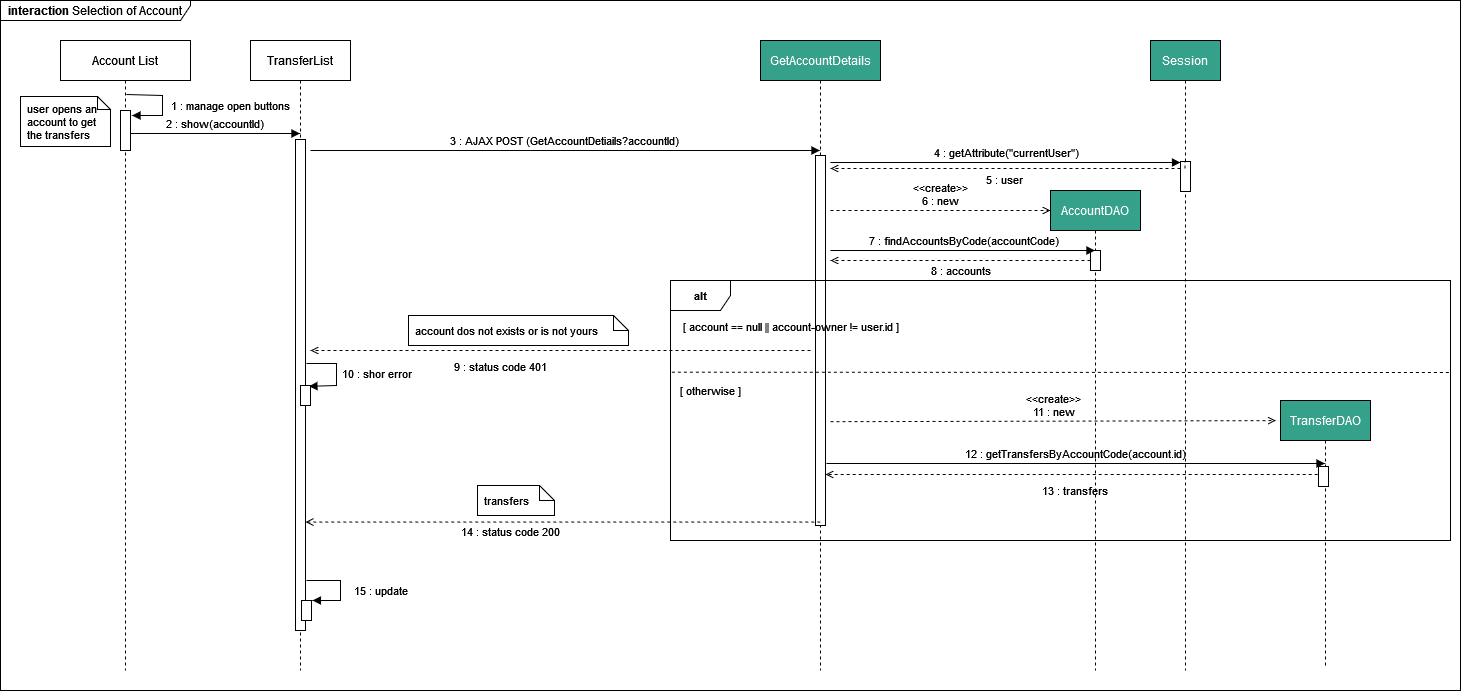 interaction Selection of Account
Account List
TransferList
GetAccountDetails
Session
user opens an
account to get
the transfers
1 : manage open buttons
2 : show(accountId)
3 : AJAX POST (GetAccountDetiails?accountId)
4 : getAttribute("currentUser")
5 : user
<<create>>
6 : new
AccountDAO
7 : findAccountsByCode(accountCode)
8 : accounts
alt
[ account == null || account-owner != user.id ]
account dos not exists or is not yours
9 : status code 401
10 : shor error
[ otherwise ]
<<create>>
11 : new
TransferDAO
12 : getTransfersByAccountCode(account.id)
13 : transfers
transfers
14 : status code 200
15 : update